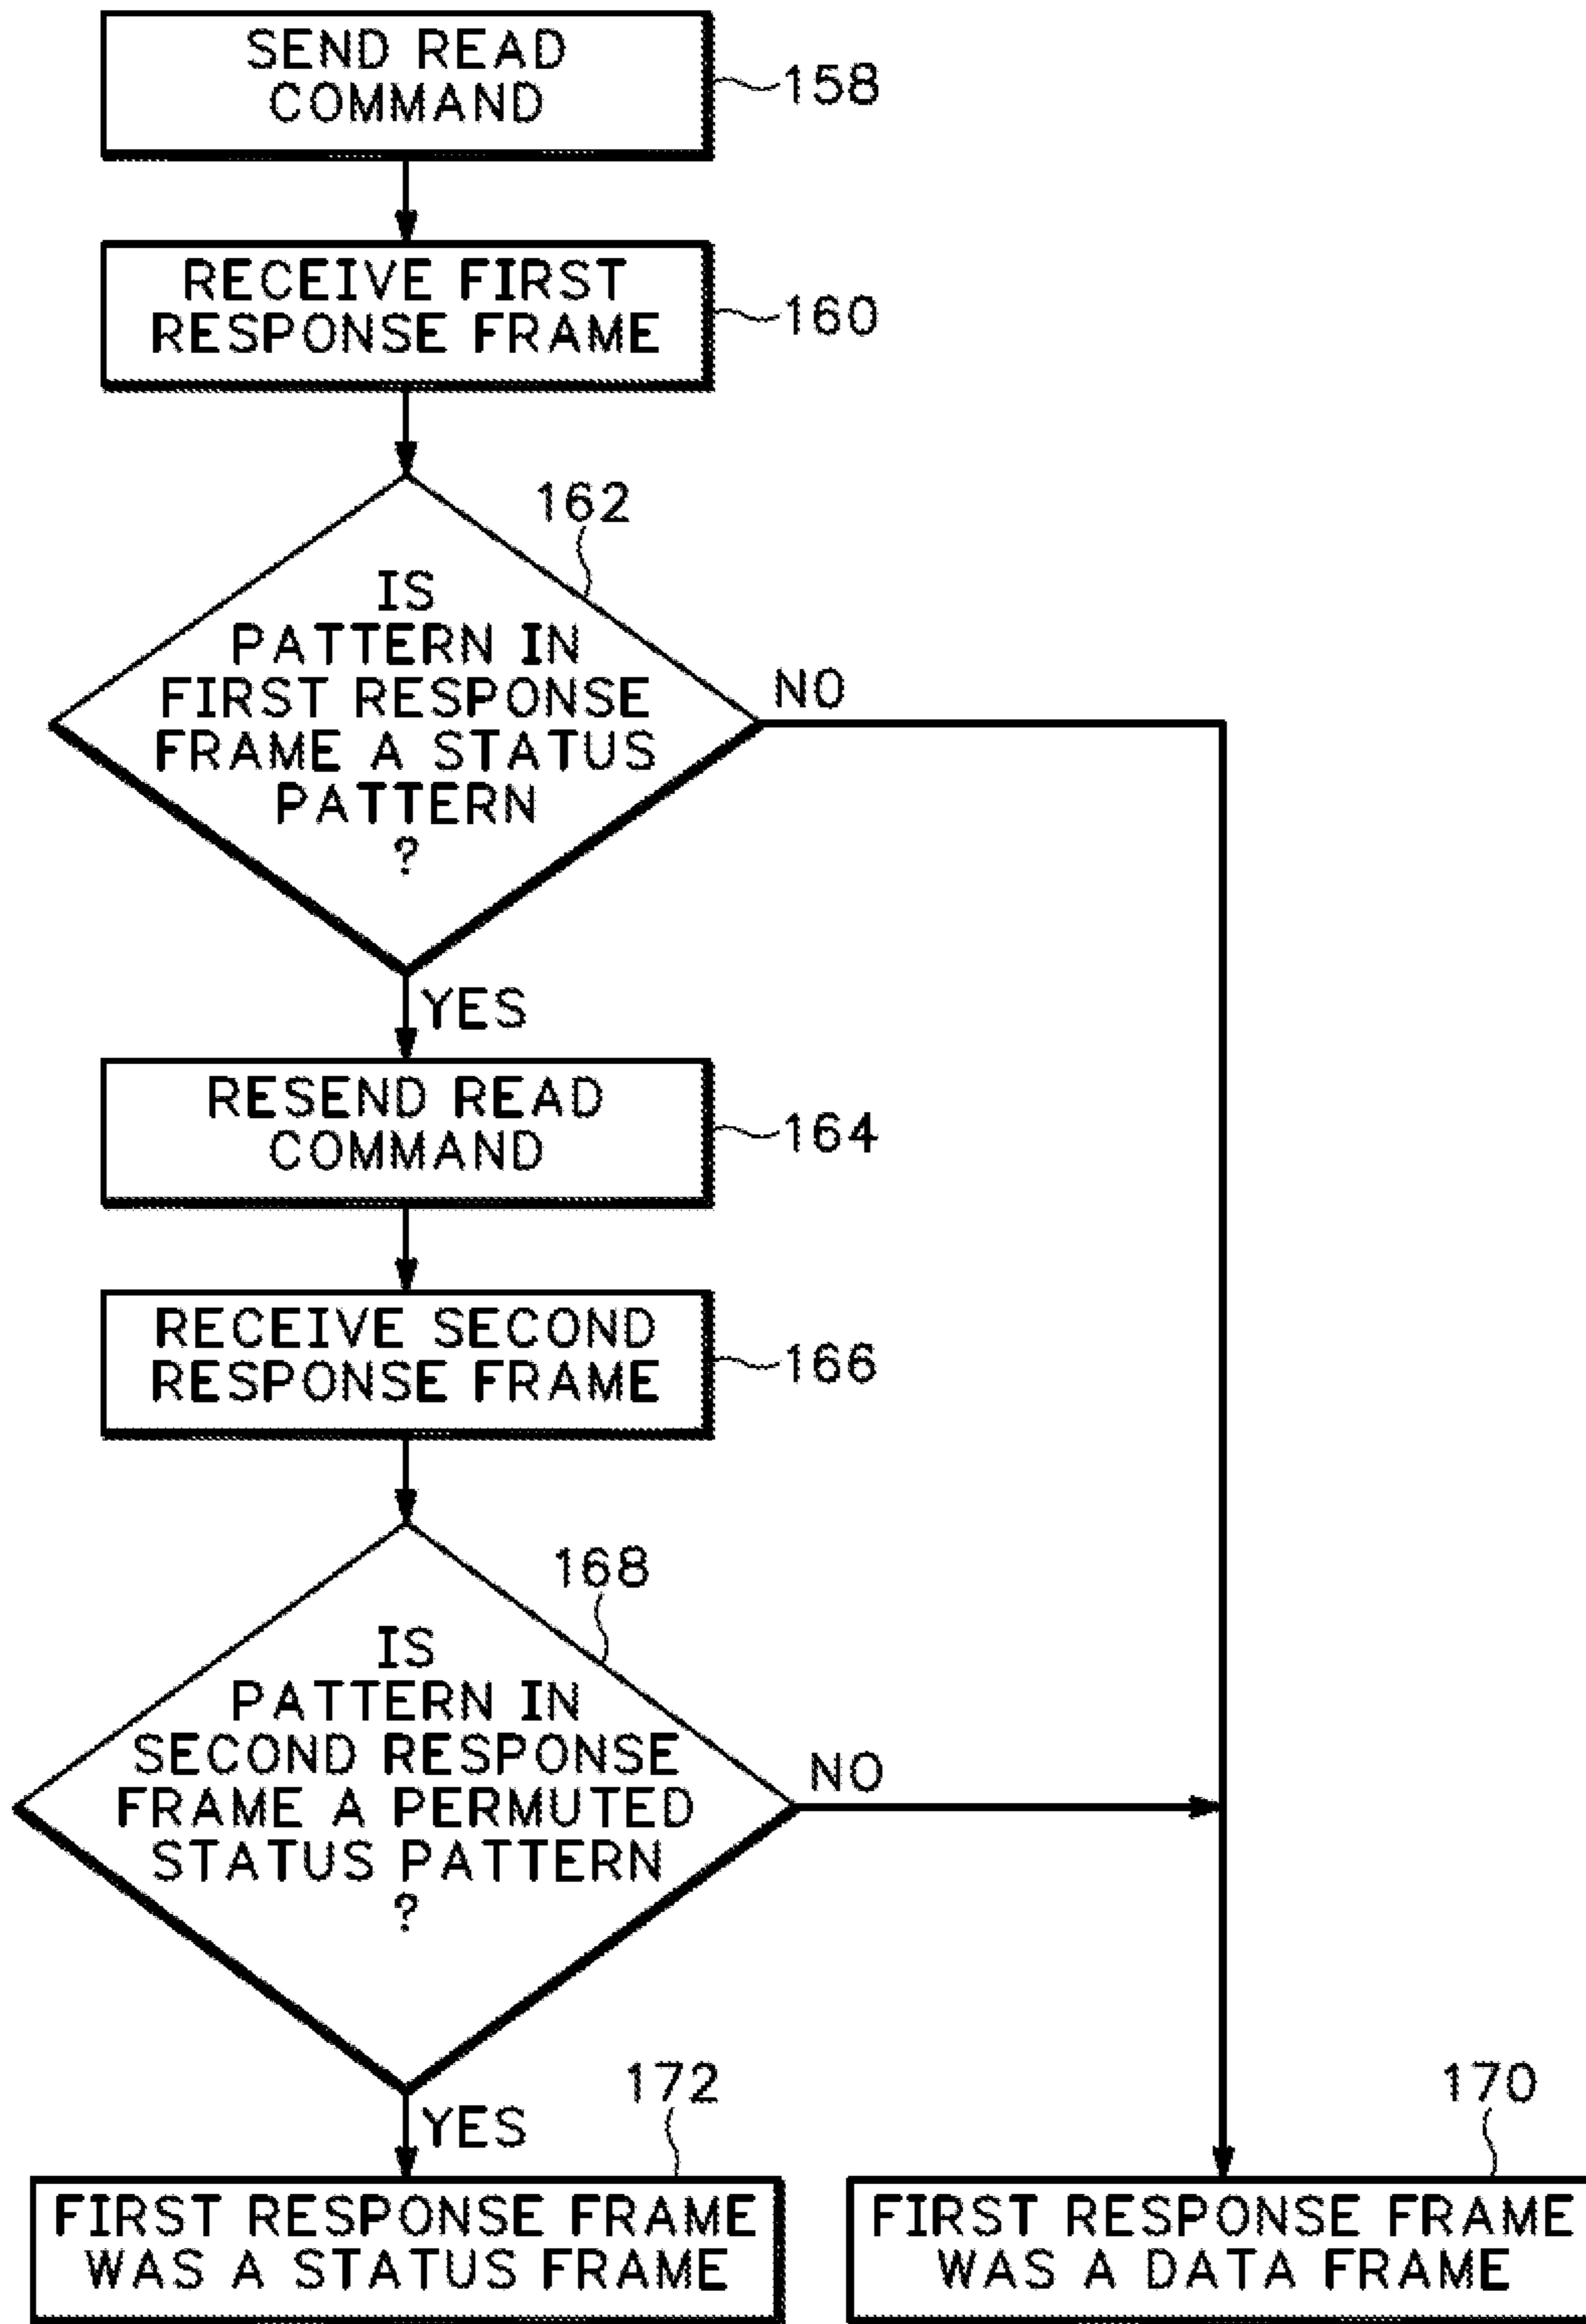 SEND READ
COMMAND
158
RECEIVE FIRST
RESPONSE FRAME
160
162
IS
PATTERN IN
FIRST RESPONSE
FRAME A STATUS
PATTERN
?
NO
YES
RESEND READ
COMMAND
164
RECEIVE SECOND
RESPONSE FRAME
166
168
IS
PATTERN IN
SECOND RESPONSE
FRAME A PERMUTED
STATUS PATTERN
?
NO
YES
172
170
FIRST RESPONSE FRAME
WAS A STATUS FRAME
FIRST RESPONSE FRAME
WAS A DATA FRAME